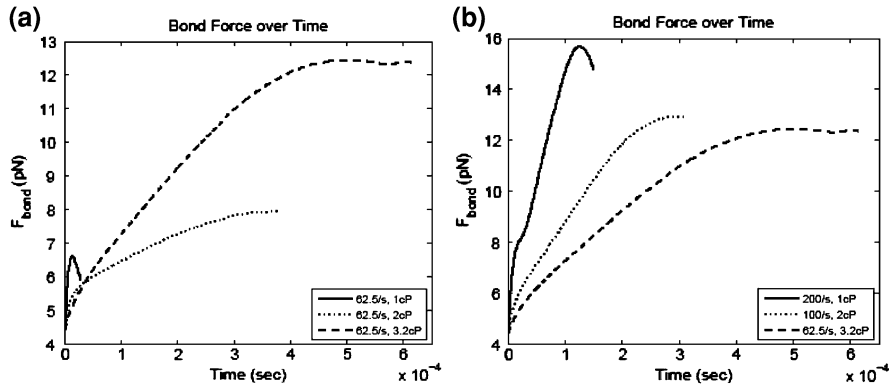 (a)
Bond Force over Time
13
12
11
10
9
8
7
6
5
4
F_bond (pN)
0
1
2
3
4
5
6
Time (sec)
x 10^-4
62.5/s, 1cP
62.5/s, 2cP
62.5/s, 3.2cP
(b)
Bond Force over Time
16
14
12
10
8
6
4
F_bond (pN)
0
1
2
3
4
5
6
Time (sec)
x 10^-4
200/s, 1cP
100/s, 2cP
62.5/s, 3.2cP